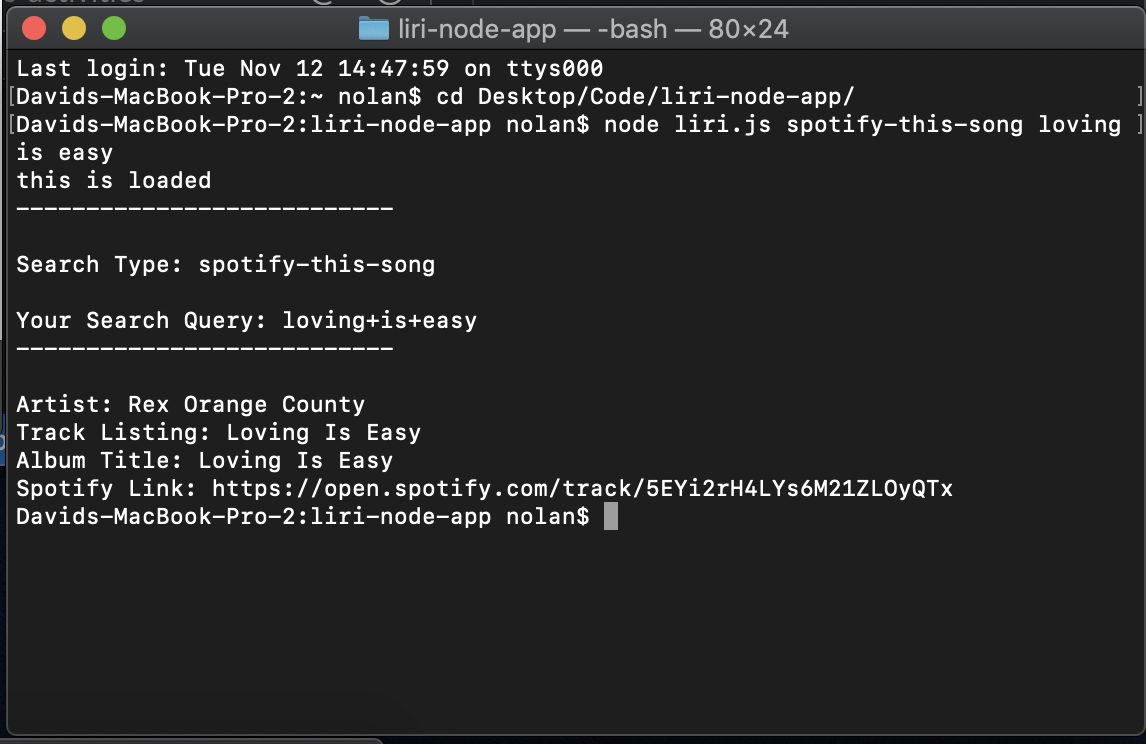 liri-node-app — -bash — 80×24
Last login: Tue Nov 12 14:47:59 on ttys000
[Davids-MacBook-Pro-2:~ nolan$ cd Desktop/Code/liri-node-app/ ]
[Davids-MacBook-Pro-2:liri-node-app nolan$ node liri.js spotify-this-song loving ]
is easy
this is loaded
---------------------------
Search Type: spotify-this-song
Your Search Query: loving+is+easy
---------------------------
Artist: Rex Orange County
Track Listing: Loving Is Easy
Album Title: Loving Is Easy
Spotify Link: https://open.spotify.com/track/5EYi2rH4LYs6M21ZLOyQTx
Davids-MacBook-Pro-2:liri-node-app nolan$